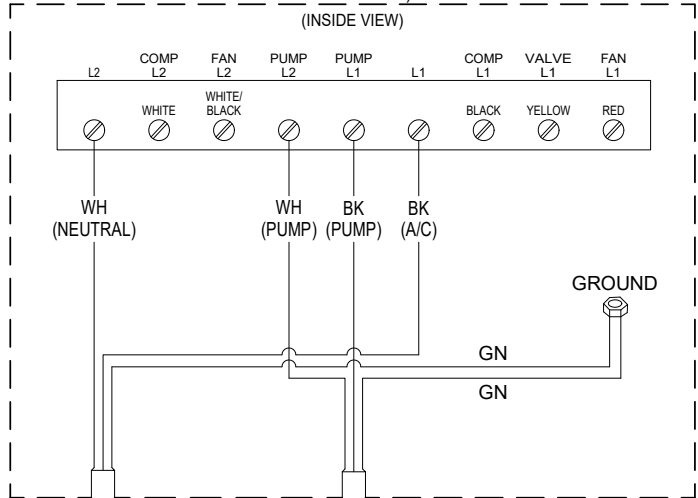 (INSIDE VIEW)
L2
COMP
L2
FAN
L2
PUMP
L2
PUMP
L1
L1
COMP
L1
VALVE
L1
FAN
L1
WHITE
WHITE/
BLACK
BLACK
YELLOW
RED
WH
(NEUTRAL)
WH
(PUMP)
BK
(PUMP)
BK
(A/C)
GROUND
GN
GN